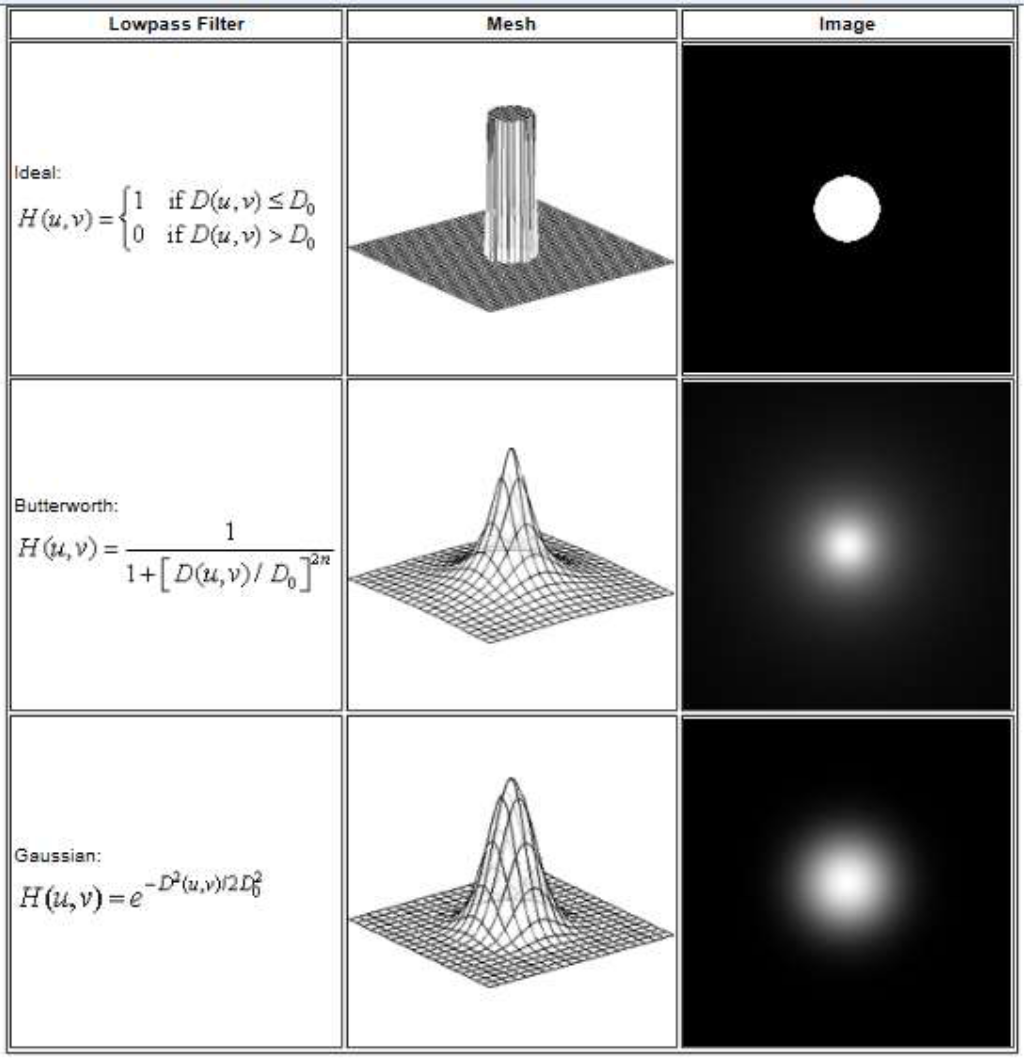 Lowpass Filter Mesh Image
Ideal:
H(u,v) = {1 if D(u,v) ≤ D₀
0 if D(u,v) > D₀
Butterworth:
H(u,v) = 1 / (1 + [D(u,v) / D₀]²ⁿ)
Gaussian:
H(u,v) = e^(−D²(u,v)/2D₀²)